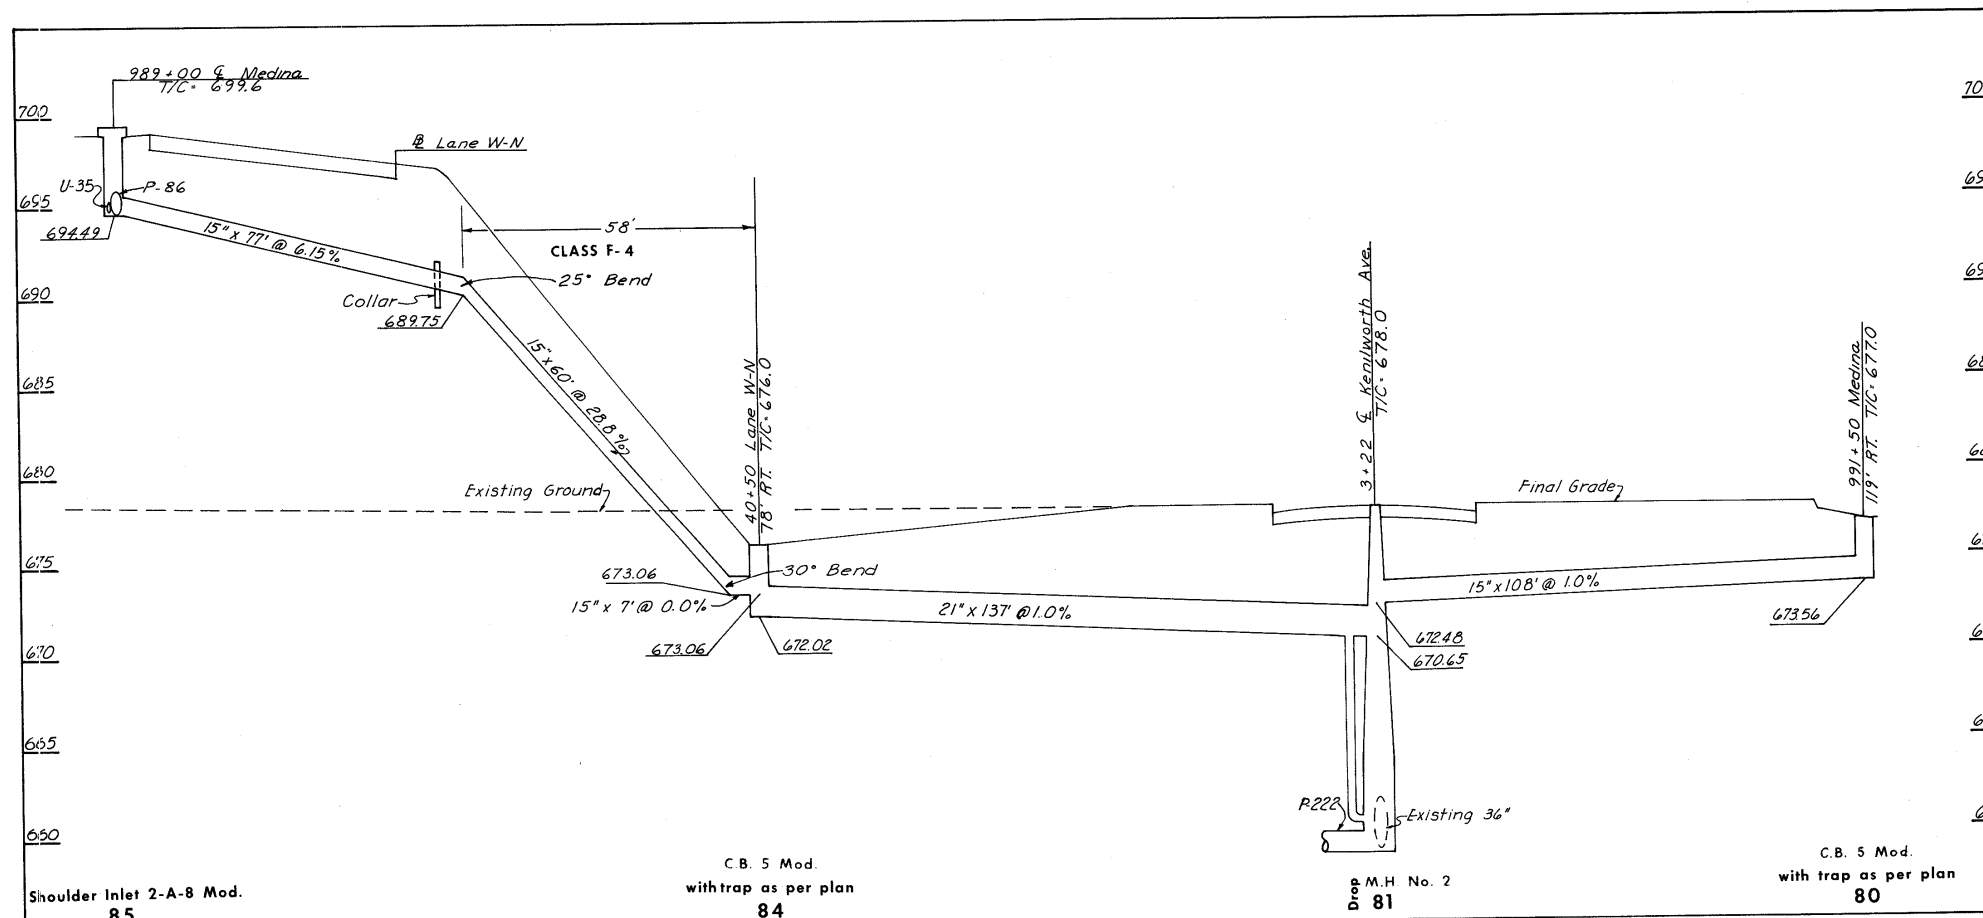 989+00 ℄ Medina
T/C= 699.6
700
℄ Lane W-N
U-35
P-86
695
694.49
15" x 77' @ 6.15%
58'
CLASS F-4
25° Bend
Collar
690
689.75
15" x 60' @ 28.8%
685
40+50 Lane W-N
78' RT. T/C=676.0
3+22 ℄ Kenilworth Ave.
T/C= 678.0
991+50 Medina
119' RT. T/C=677.0
680
Existing Ground
Final Grade
675
673.06
30° Bend
15" x 7' @ 0.0%
21" x 137' @1.0%
15" x 108' @ 1.0%
673.56
673.06
672.02
672.48
670.65
670
665
P-222
Existing 36"
660
Shoulder Inlet 2-A-8 Mod.
85
C.B. 5 Mod.
with trap as per plan
84
Drop M.H. No. 2
81
C.B. 5 Mod.
with trap as per plan
80